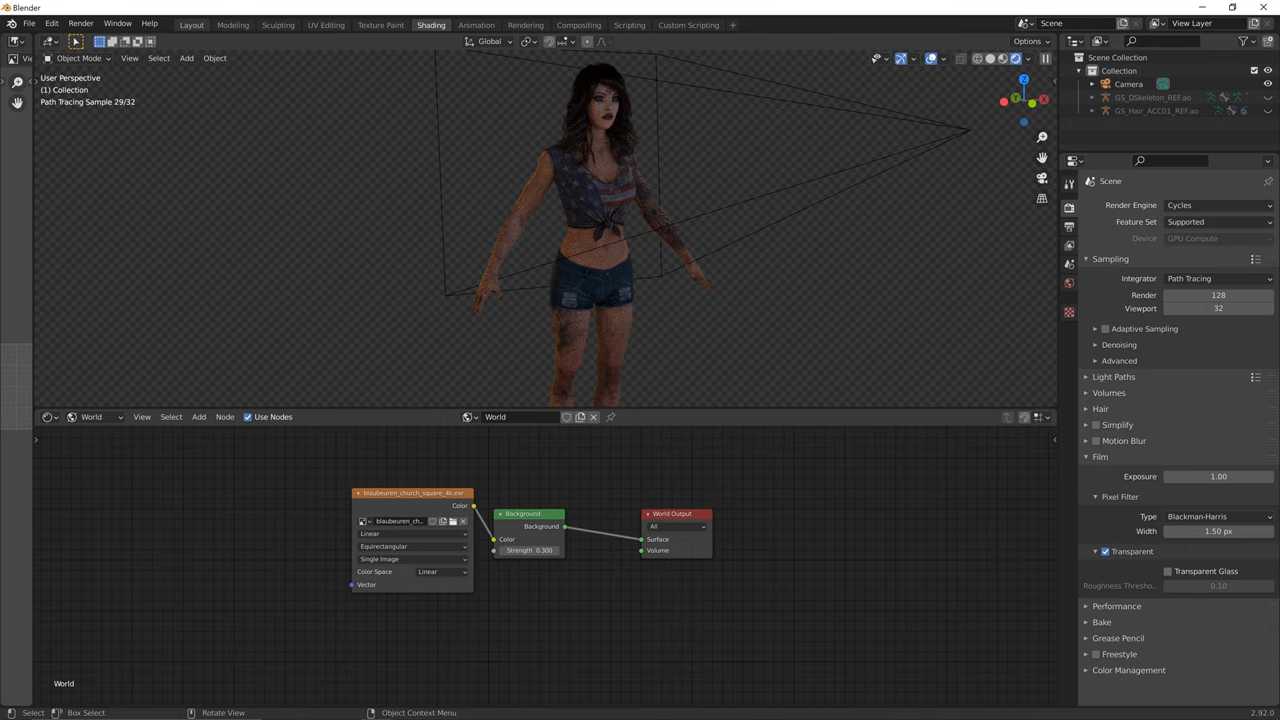 Blender
File Edit Render Window Help Layout Modeling Sculpting UV Editing Texture Paint Shading Animation Rendering Compositing Scripting Custom Scripting + Scene View Layer
Global Options
Vi Object Mode View Select Add Object
User Perspective
(1) Collection
Path Tracing Sample 29/32
Z
Y
X
Scene Collection
Collection
Camera
GS_DSkeleton_REF.ao
GS_Hair_ACC01_REF.ao
Scene
Render Engine Cycles
Feature Set Supported
Device GPU Compute
Sampling
Integrator Path Tracing
Render 128
Viewport 32
Adaptive Sampling
Denoising
Advanced
Light Paths
Volumes
Hair
Simplify
Motion Blur
Film
Exposure 1.00
Pixel Filter
Type Blackman-Harris
Width 1.50 px
Transparent
Transparent Glass
Roughness Thresho.. 0.10
Performance
Bake
Grease Pencil
Freestyle
Color Management
World View Select Add Node Use Nodes World
blaubeuren_church_square_4k.exr
Color
blaubeuren_ch...
Linear
Equirectangular
Single Image
Color Space Linear
Vector
Background
Background
Color
Strength 0.300
World Output
All
Surface
Volume
World
Select Box Select Rotate View Object Context Menu 2.92.0